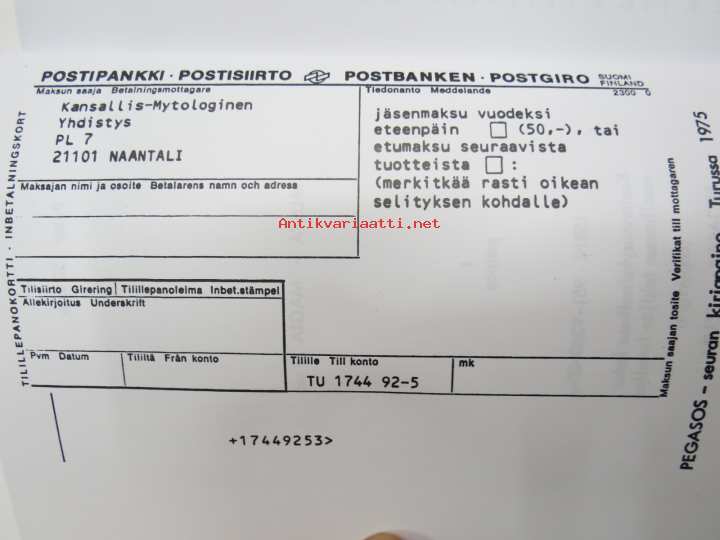 POSTIPANKKI · POSTISIIRTO POSTBANKEN · POSTGIRO SUOMI FINLAND
Maksun saaja Betalningsmottagare
Kansallis-Mytologinen
Yhdistys
PL 7
21101 NAANTALI
Tiedonanto Meddelande 2300 0
jäsenmaksu vuodeksi
eteenpäin (50,-), tai
etumaksu seuraavista
tuotteista :
(merkitkää rasti oikean
selityksen kohdalle)
Maksajan nimi ja osoite Betalarens namn och adress
Antikvariaatti.net
Tilisiirto Girering Tilillepanoleima Inbet.stämpel
Allekirjoitus Underskrift
Pvm Datum Tililtä Från konto Tilille Till konto mk
TU 1744 92-5
+17449253>
TILILLEPANOKORTTI · INBETALNINGSKORT
Maksun saajan tosite Verifikat till mottagaren
PEGASOS – seuran kirjapaino Turussa 1975